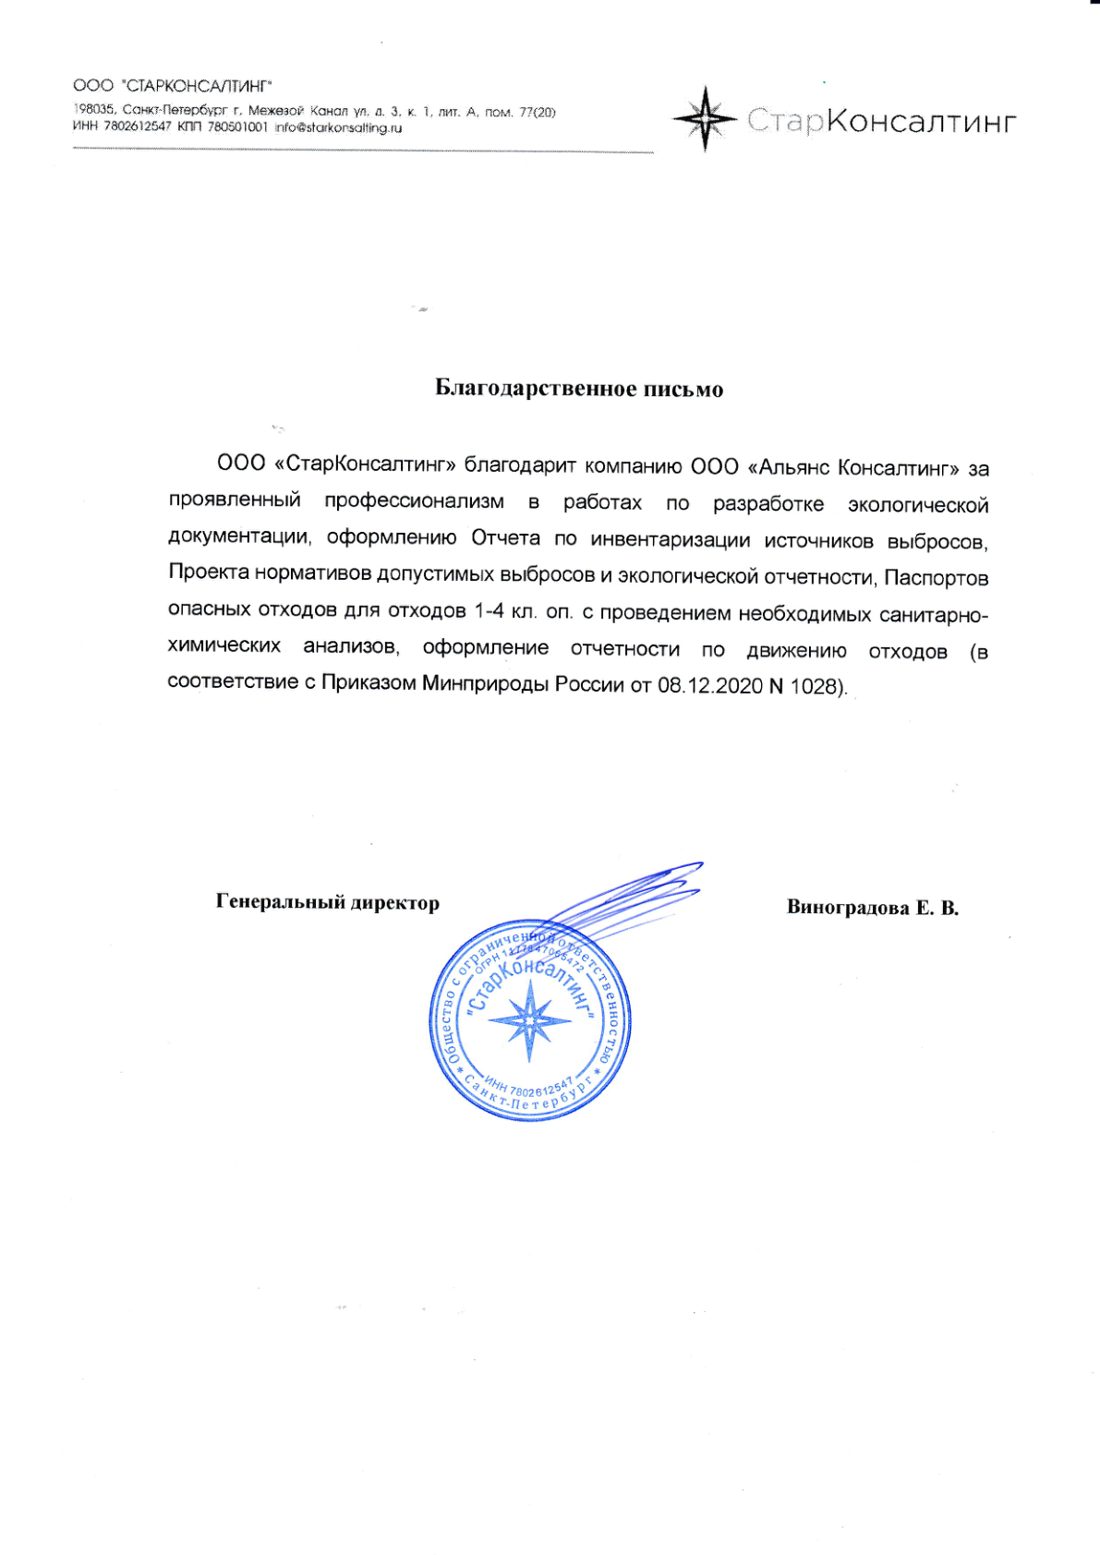 ООО "СТАРКОНСАЛТИНГ"
198035, Санкт-Петербург г, Межевой Канал ул, д. 3, к. 1, лит. А, пом. 77(20)
ИНН 7802612547 КПП 780501001 info@starkonsalting.ru
СтарКонсалтинг
Благодарственное письмо
ООО «СтарКонсалтинг» благодарит компанию ООО «Альянс Консалтинг» за
проявленный профессионализм в работах по разработке экологической
документации, оформлению Отчета по инвентаризации источников выбросов,
Проекта нормативов допустимых выбросов и экологической отчетности, Паспортов
опасных отходов для отходов 1-4 кл. оп. с проведением необходимых санитарно-
химических анализов, оформление отчетности по движению отходов (в
соответствие с Приказом Минприроды России от 08.12.2020 N 1028).
Генеральный директор
Виноградова Е. В.
Общество с ограниченной ответственностью
ОГРН 1177847065472
"СтарКонсалтинг"
ИНН 7802612547
* Санкт-Петербург *